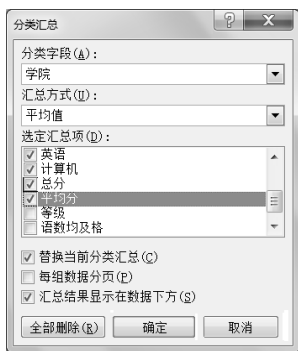 分类汇总
分类字段(A):
学院
汇总方式(U):
平均值
选定汇总项(D):
英语
计算机
总分
平均分
等级
语数均及格
替换当前分类汇总(C)
每组数据分页(P)
汇总结果显示在数据下方(S)
全部删除(R) 确定 取消